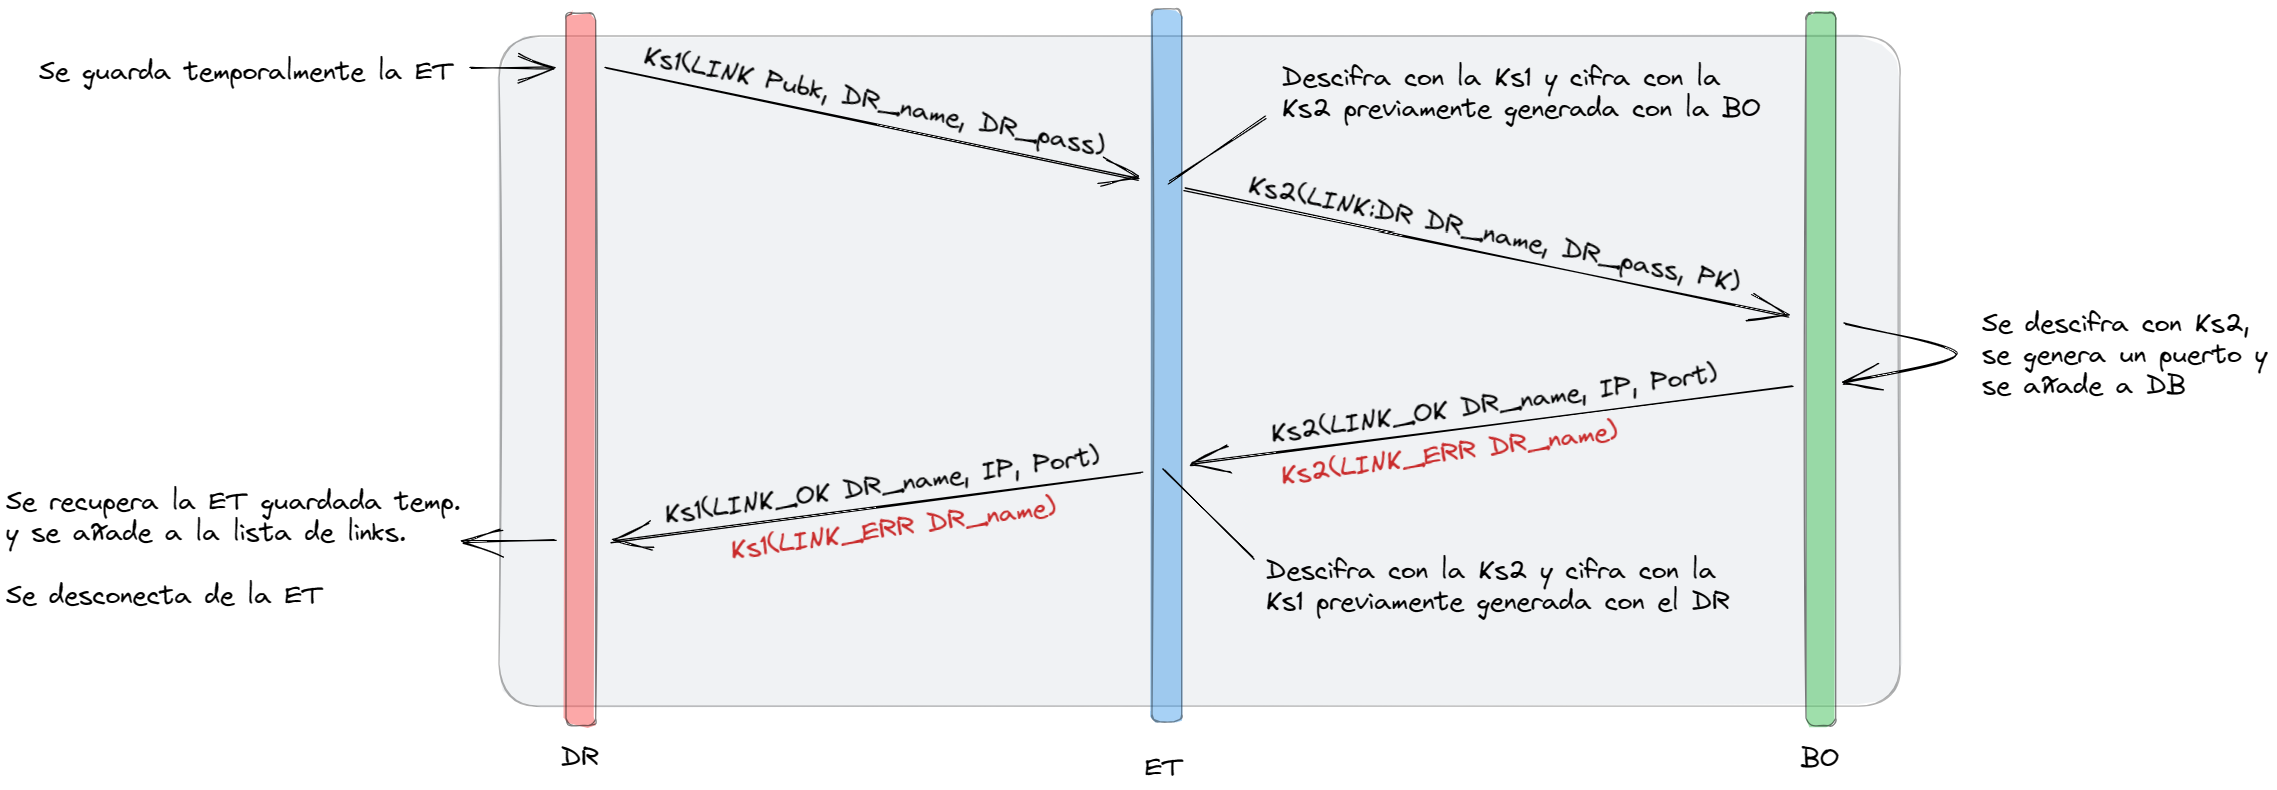 Se guarda temporalmente la ET
Ks1(LINK Pubk, DR_name, DR_pass)
Descifra con la Ks1 y cifra con la
Ks2 previamente generada con la BO
Ks2(LINK:DR DR_name, DR_pass, PK)
Se descifra con Ks2,
se genera un puerto y
se añade a DB
Ks2(LINK_OK DR_name, IP, Port)
Ks2(LINK_ERR DR_name)
Ks1(LINK_OK DR_name, IP, Port)
Ks1(LINK_ERR DR_name)
Se recupera la ET guardada temp.
y se añade a la lista de links.
Se desconecta de la ET
Descifra con la Ks2 y cifra con la
Ks1 previamente generada con el DR
DR
ET
BO